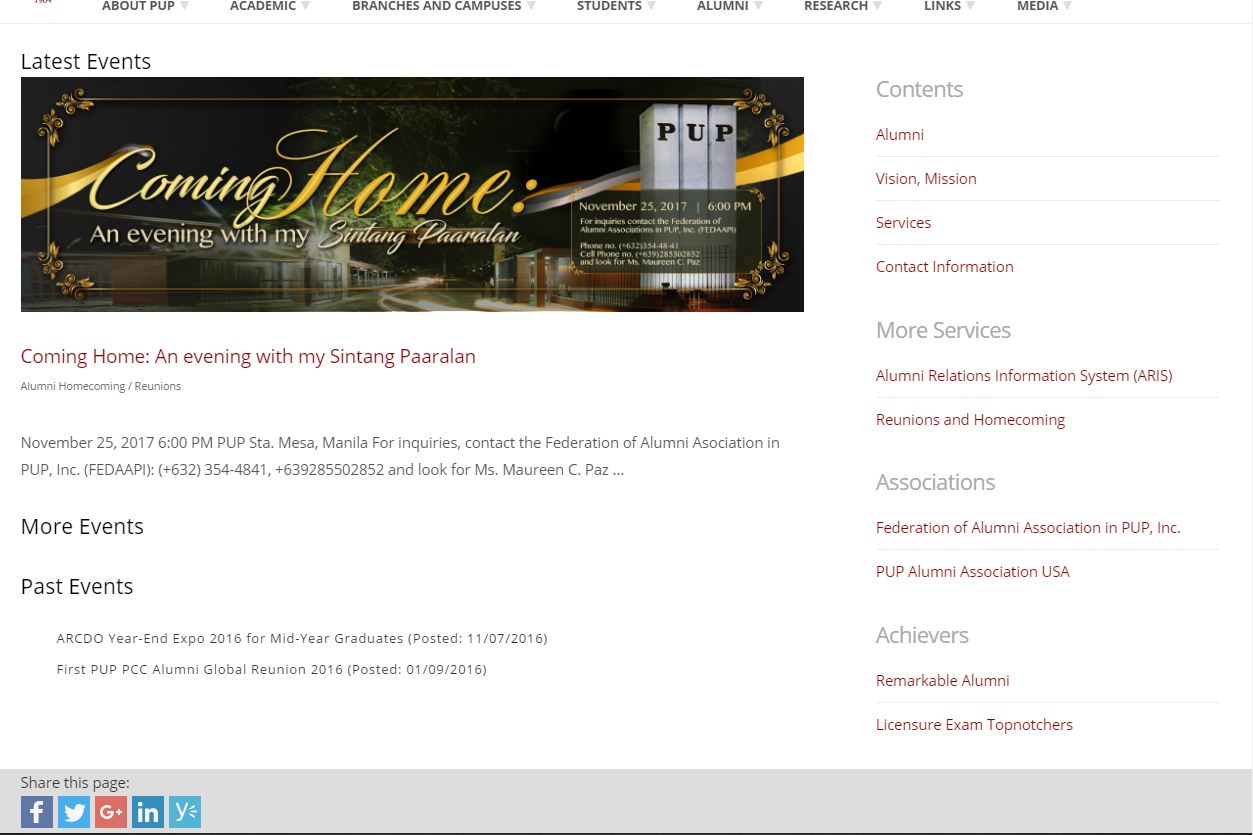 1904
ABOUT PUP
ACADEMIC
BRANCHES AND CAMPUSES
STUDENTS
ALUMNI
RESEARCH
LINKS
MEDIA
Latest Events
Coming Home:
An evening with my Sintang Paaralan
PUP
November 25, 2017 | 6:00 PM
For inquiries contact the Federation of
Alumni Associations in PUP, Inc. (FEDAAPI)
Phone no. (+632)354-48-41
Cell Phone no. (+639)285502852
and look for Ms. Maureen C. Paz
Coming Home: An evening with my Sintang Paaralan
Alumni Homecoming / Reunions
November 25, 2017 6:00 PM PUP Sta. Mesa, Manila For inquiries, contact the Federation of Alumni Asociation in
PUP, Inc. (FEDAAPI): (+632) 354-4841, +639285502852 and look for Ms. Maureen C. Paz ...
More Events
Past Events
ARCDO Year-End Expo 2016 for Mid-Year Graduates (Posted: 11/07/2016)
First PUP PCC Alumni Global Reunion 2016 (Posted: 01/09/2016)
Contents
Alumni
Vision, Mission
Services
Contact Information
More Services
Alumni Relations Information System (ARIS)
Reunions and Homecoming
Associations
Federation of Alumni Association in PUP, Inc.
PUP Alumni Association USA
Achievers
Remarkable Alumni
Licensure Exam Topnotchers
Share this page: